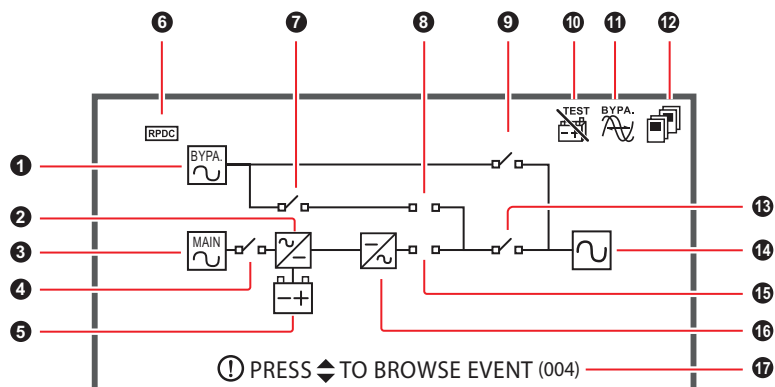 6 7 8 9 10 11 12
TEST
BYPA.
RPDC
1
BYPA.
13
2
MAIN
3
14
4
15
5
16
PRESS TO BROWSE EVENT (004)
17